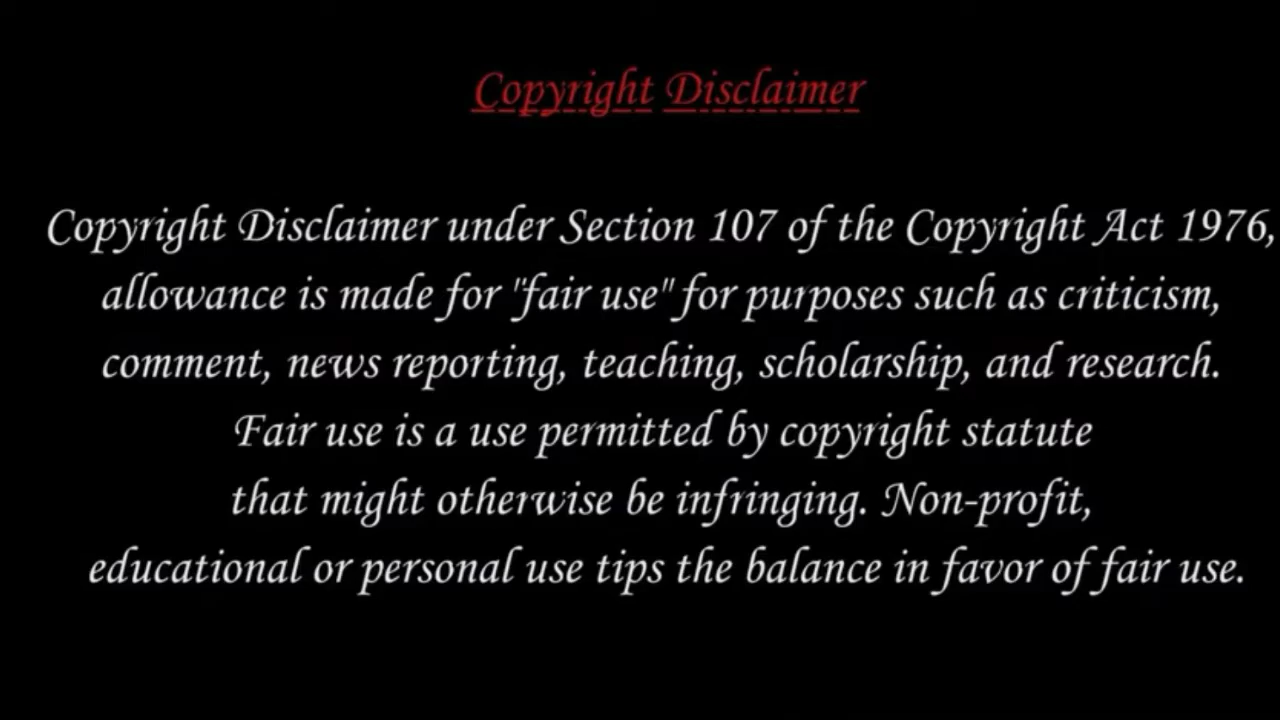 Copyright Disclaimer
Copyright Disclaimer under Section 107 of the Copyright Act 1976,
allowance is made for "fair use" for purposes such as criticism,
comment, news reporting, teaching, scholarship, and research.
Fair use is a use permitted by copyright statute
that might otherwise be infringing. Non-profit,
educational or personal use tips the balance in favor of fair use.